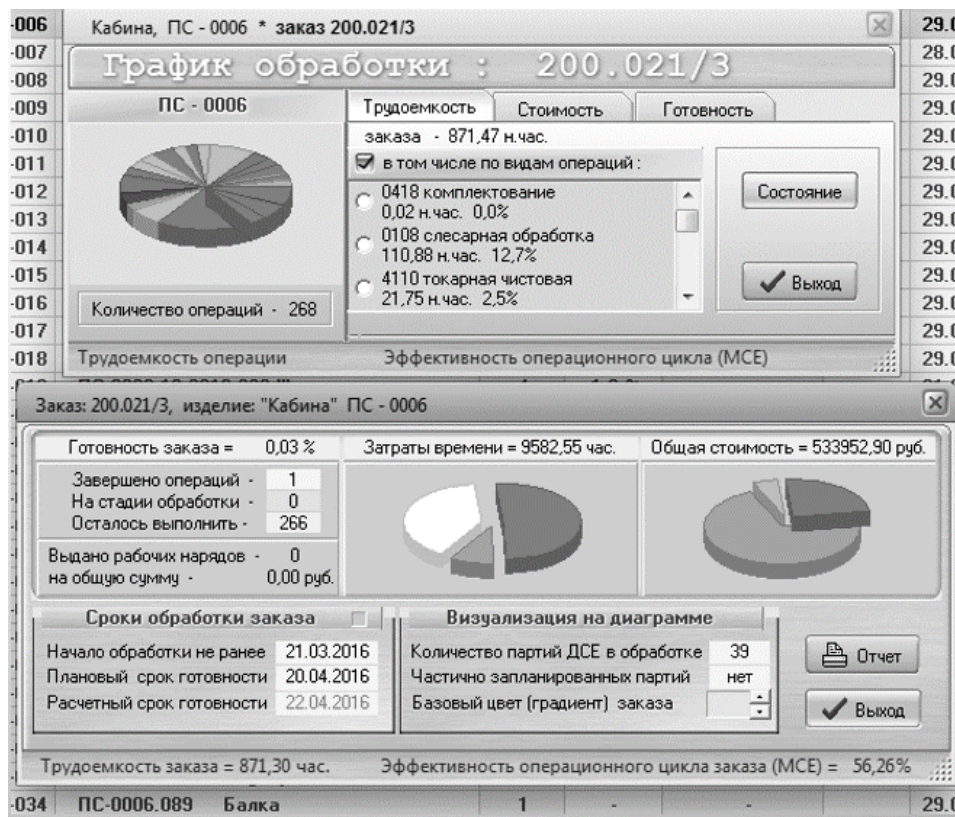 -006
Кабина, ПС - 0006 * заказ 200.021/3
29.0
-007
28.0
График обработки : 200.021/3
-008
29.0
-009
ПС - 0006
Трудоемкость
Стоимость
Готовность
29.0
-010
заказа - 871,47 н.час.
29.0
-011
в том числе по видам операций :
29.0
-012
0418 комплектование
Состояние
29.0
0,02 н.час. 0,0%
-013
29.0
0108 слесарная обработка
-014
110,88 н.час. 12,7%
29.0
-015
4110 токарная чистовая
29.0
-016
Количество операций - 268
21,75 н.час. 2,5%
Выход
29.0
-017
29.0
-018
Трудоемкость операции
Эффективность операционного цикла (MCE)
29.0
Заказ: 200.021/3, изделие: "Кабина" ПС - 0006
Готовность заказа = 0,03 %
Затраты времени = 9582,55 час.
Общая стоимость = 533952,90 руб.
Завершено операций - 1
На стадии обработки - 0
Осталось выполнить - 266
Выдано рабочих нарядов - 0
на общую сумму - 0,00 руб.
Сроки обработки заказа
Визуализация на диаграмме
Начало обработки не ранее 21.03.2016
Количество партий ДСЕ в обработке 39
Отчет
Плановый срок готовности 20.04.2016
Частично запланированных партий нет
Расчетный срок готовности 22.04.2016
Базовый цвет (градиент) заказа
Выход
Трудоемкость заказа = 871,30 час.
Эффективность операционного цикла заказа (MCE) = 56,26%
-034 ПС-0006.089 Балка 1 - - 29.0